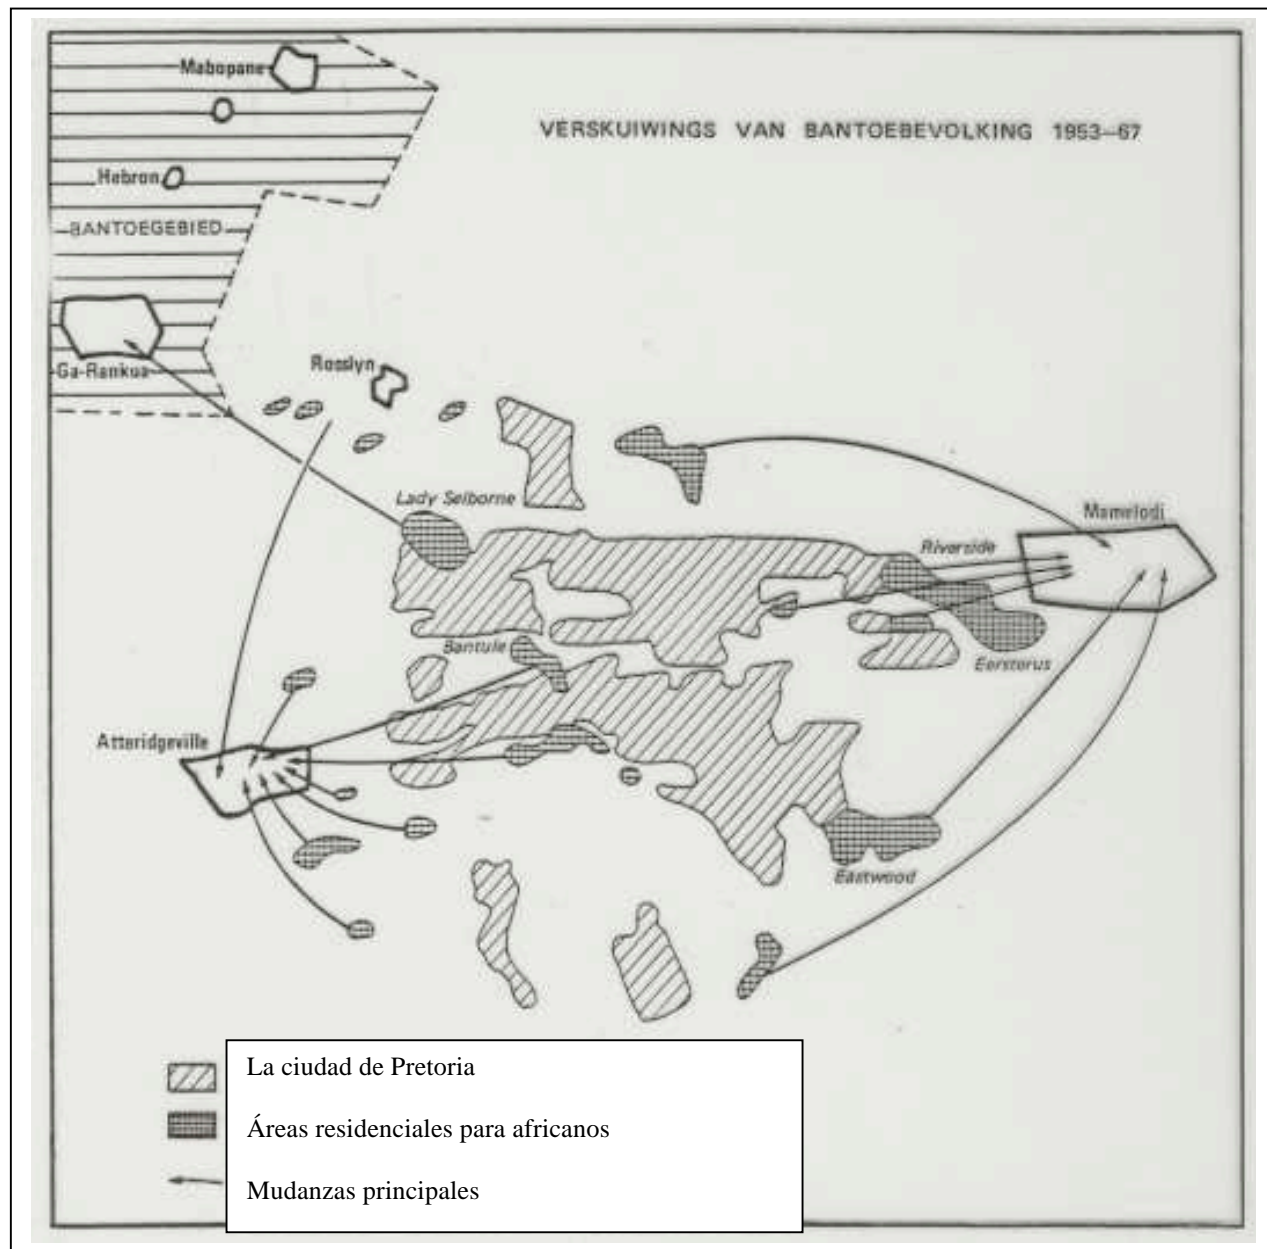 Mabopane
VERSKUIWINGS VAN BANTOEBEVOLKING 1953–67
Hebron
BANTOEGEBIED
Ga-Rankua
Rosslyn
Lady Selborne
Mamelodi
Riverside
Bantule
Eersterus
Atteridgeville
Eastwood
La ciudad de Pretoria
Áreas residenciales para africanos
Mudanzas principales